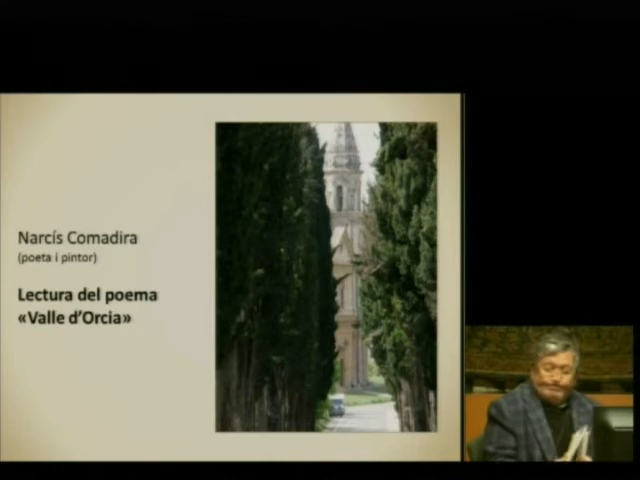 Narcís Comadira
(poeta i pintor)
Lectura del poema
«Valle d'Orcia»